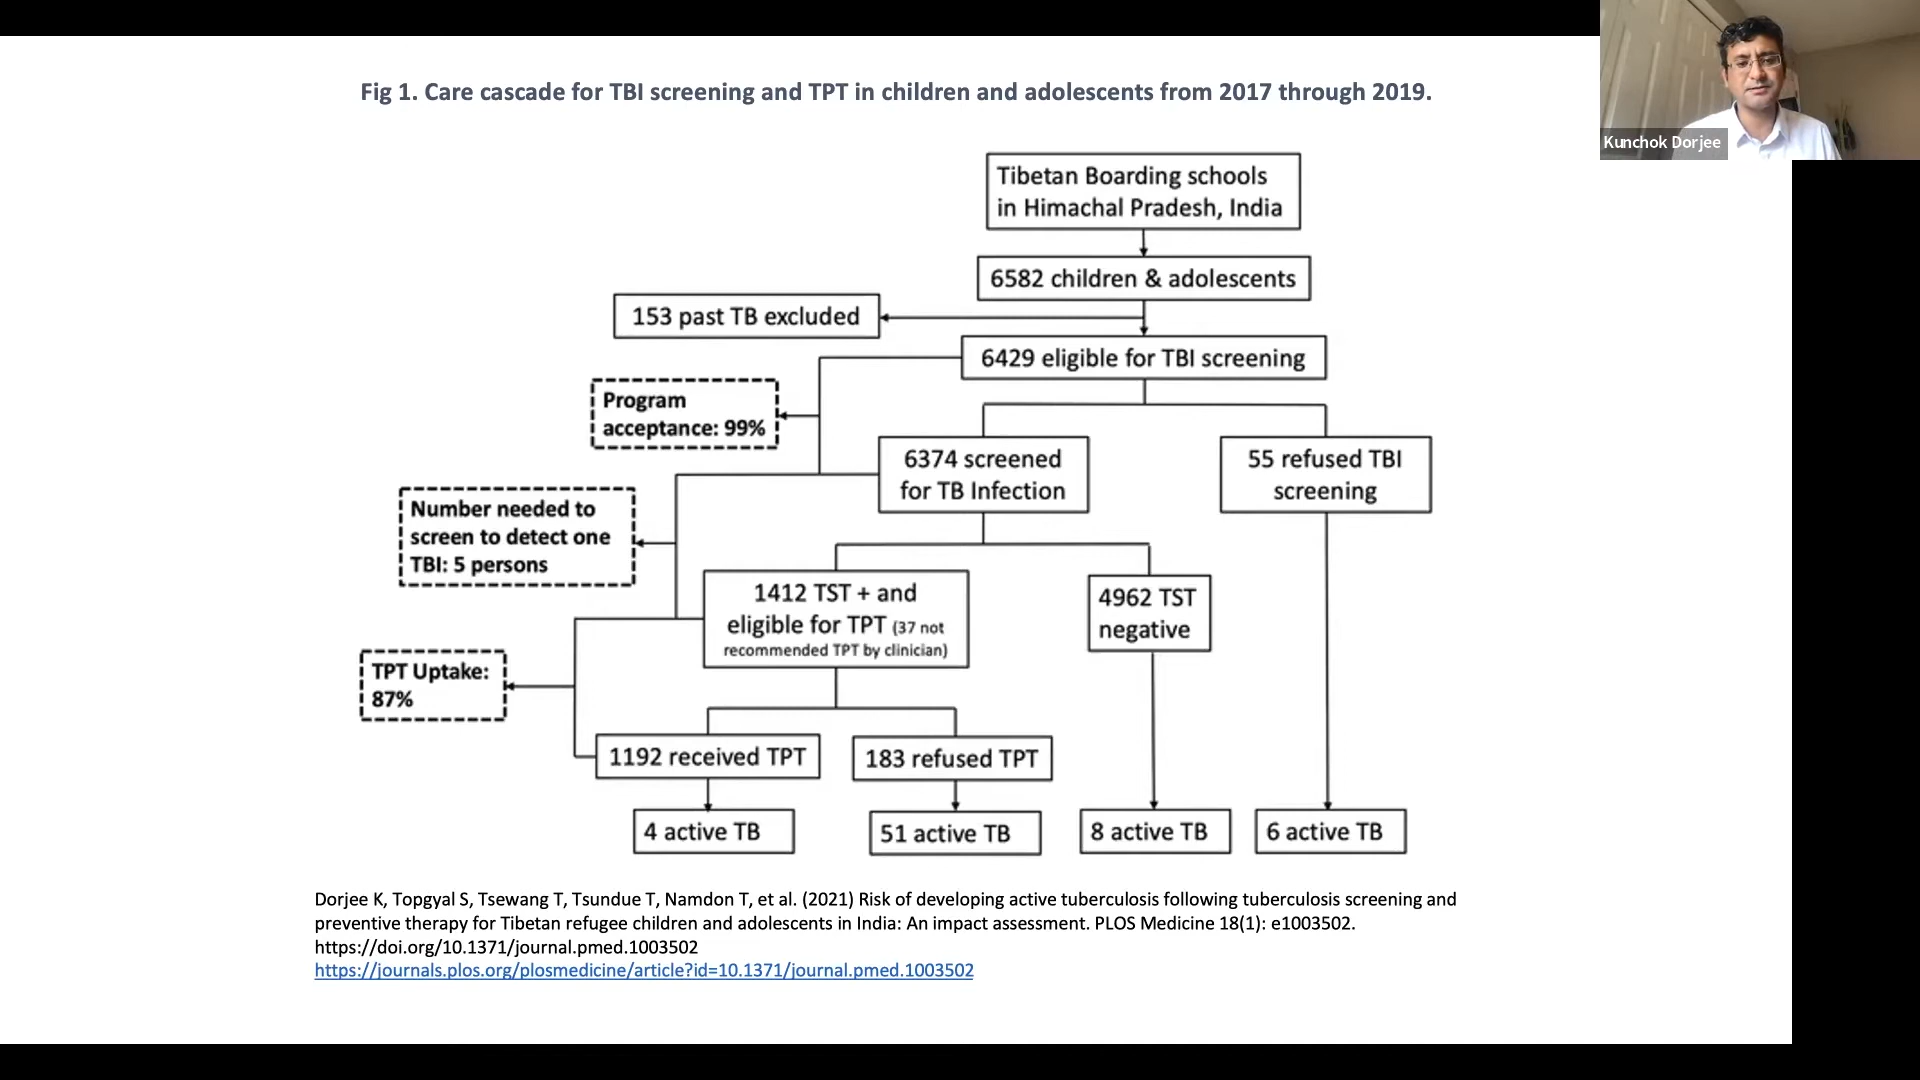 Fig 1. Care cascade for TBI screening and TPT in children and adolescents from 2017 through 2019.
Kunchok Dorjee
Tibetan Boarding schools
in Himachal Pradesh, India
6582 children & adolescents
153 past TB excluded
6429 eligible for TBI screening
Program
acceptance: 99%
6374 screened
for TB Infection
55 refused TBI
screening
Number needed to
screen to detect one
TBI: 5 persons
1412 TST + and
eligible for TPT (37 not
recommended TPT by clinician)
4962 TST
negative
TPT Uptake:
87%
1192 received TPT
183 refused TPT
4 active TB
51 active TB
8 active TB
6 active TB
Dorjee K, Topgyal S, Tsewang T, Tsundue T, Namdon T, et al. (2021) Risk of developing active tuberculosis following tuberculosis screening and
preventive therapy for Tibetan refugee children and adolescents in India: An impact assessment. PLOS Medicine 18(1): e1003502.
https://doi.org/10.1371/journal.pmed.1003502
https://journals.plos.org/plosmedicine/article?id=10.1371/journal.pmed.1003502